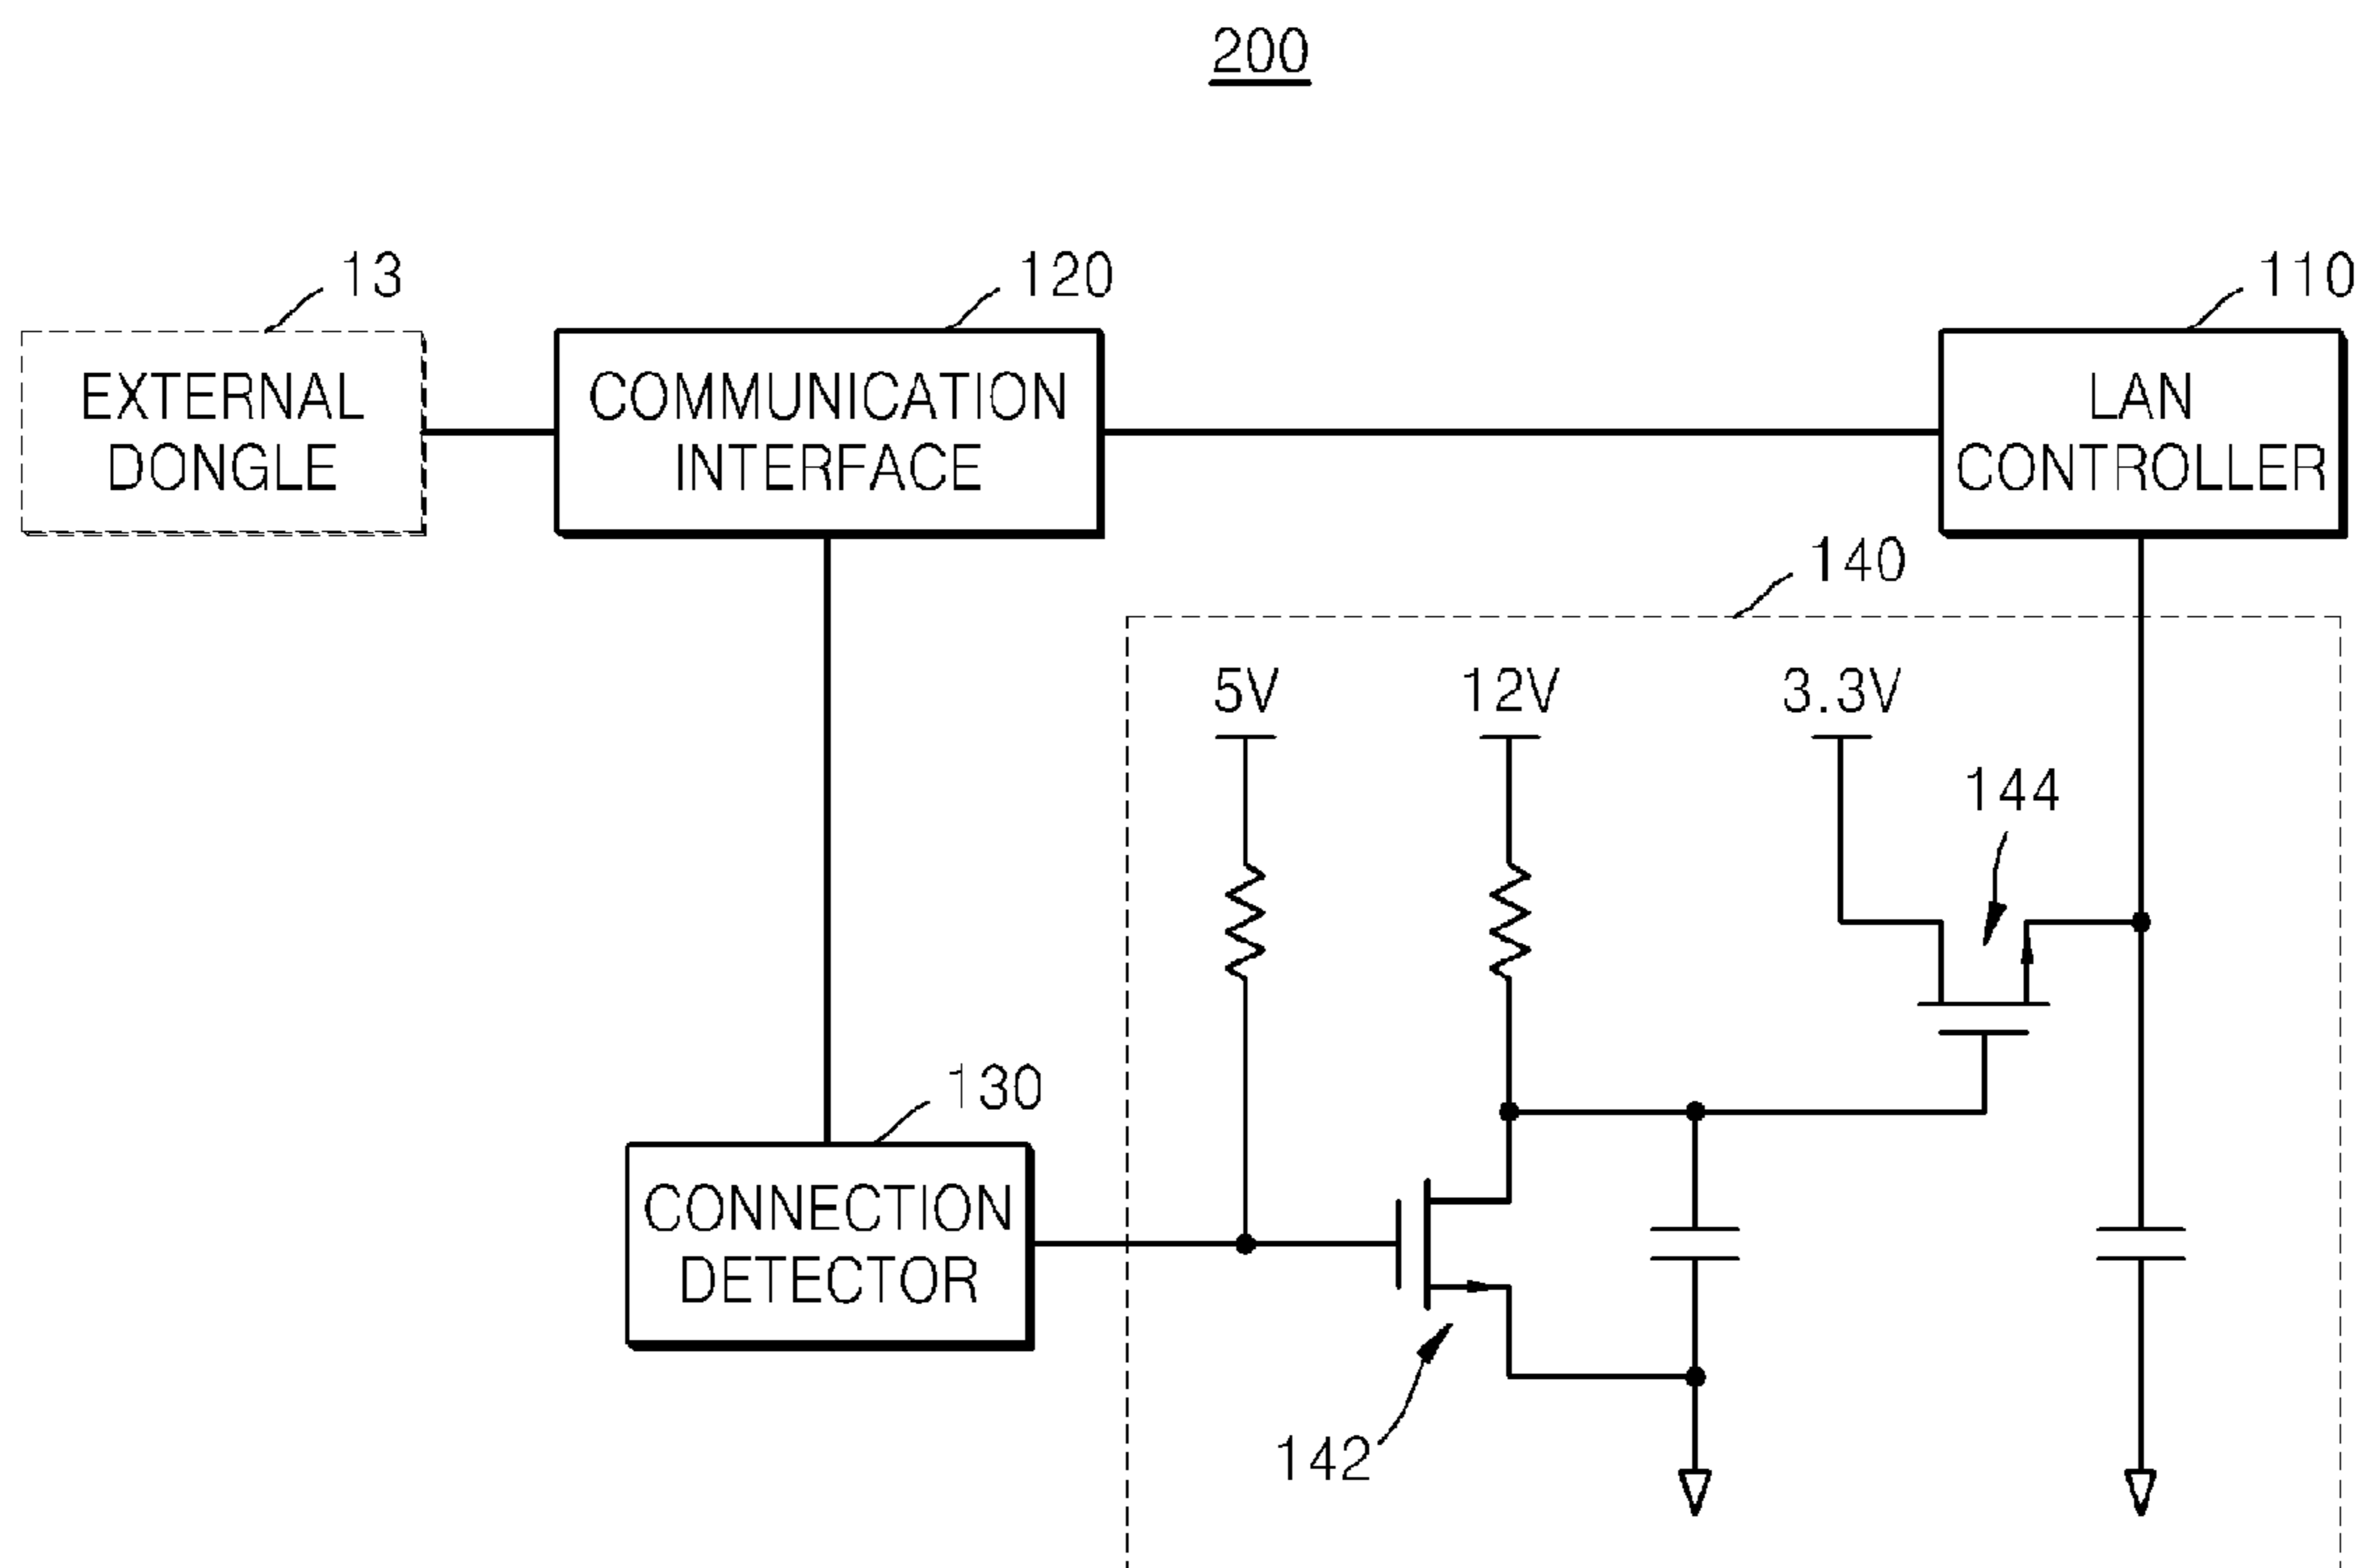 200
13
120
110
EXTERNAL
DONGLE
COMMUNICATION
INTERFACE
LAN
CONTROLLER
140
5V
12V
3.3V
144
130
CONNECTION
DETECTOR
142